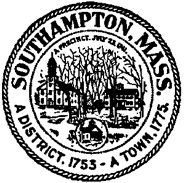 SOUTHAMPTON, MASS.
A PRECINCT, JULY 23, 1741.
A DISTRICT, 1753 - A TOWN, 1775.